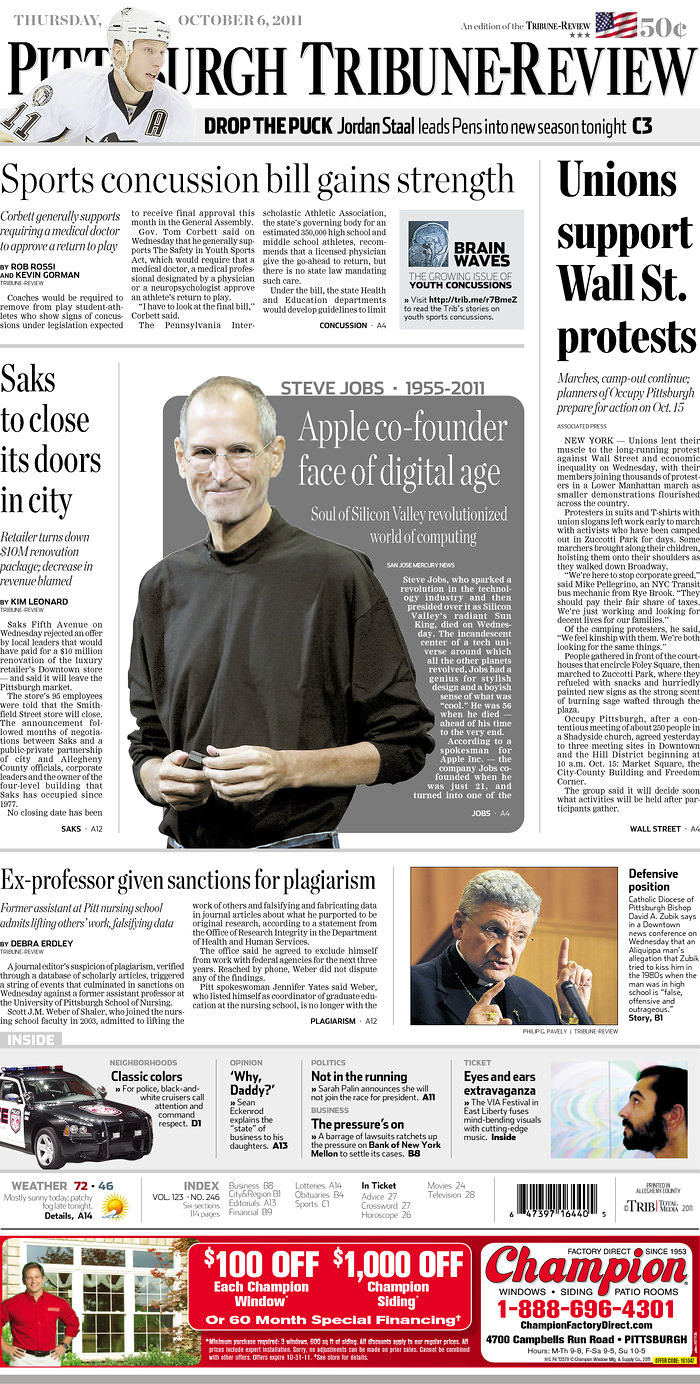 THURSDAY, OCTOBER 6, 2011
An edition of the TRIBUNE-REVIEW
★★★
50¢
PITTSBURGH TRIBUNE-REVIEW
11
A
DROP THE PUCK Jordan Staal leads Pens into new season tonight C3
Sports concussion bill gains strength
Corbett generally supports
requiring a medical doctor
to approve a return to play
BY ROB ROSSI
AND KEVIN GORMAN
TRIBUNE-REVIEW
Coaches would be required to
remove from play student-ath-
letes who show signs of concus-
sions under legislation expected
to receive final approval this
month in the General Assembly.
Gov. Tom Corbett said on
Wednesday that he generally sup-
ports The Safety in Youth Sports
Act, which would require that a
medical doctor, a medical profes-
sional designated by a physician
or a neuropsychologist approve
an athlete's return to play.
"I have to look at the final bill,"
Corbett said.
The Pennsylvania Inter-
scholastic Athletic Association,
the state's governing body for an
estimated 350,000 high school and
middle school athletes, recom-
mends that a licensed physician
give the go-ahead to return, but
there is no state law mandating
such care.
Under the bill, the state Health
and Education departments
would develop guidelines to limit
CONCUSSION · A4
BRAIN
WAVES
THE GROWING ISSUE OF
YOUTH CONCUSSIONS
» Visit http://trib.me/r7BmeZ
to read the Trib's stories on
youth sports concussions.
Unions
support
Wall St.
protests
Marches, camp-out continue;
planners of Occupy Pittsburgh
prepare for action on Oct. 15
ASSOCIATED PRESS
NEW YORK — Unions lent their
muscle to the long-running protest
against Wall Street and economic
inequality on Wednesday, with their
members joining thousands of protest-
ers in a Lower Manhattan march as
smaller demonstrations flourished
across the country.
Protesters in suits and T-shirts with
union slogans left work early to march
with activists who have been camped
out in Zuccotti Park for days. Some
marchers brought along their children,
hoisting them onto their shoulders as
they walked down Broadway.
"We're here to stop corporate greed,"
said Mike Pellegrino, an NYC Transit
bus mechanic from Rye Brook. "They
should pay their fair share of taxes.
We're just working and looking for
decent lives for our families."
Of the camping protesters, he said,
"We feel kinship with them. We're both
looking for the same things."
People gathered in front of the court-
houses that encircle Foley Square, then
marched to Zuccotti Park, where they
refueled with snacks and hurriedly
painted new signs as the strong scent
of burning sage wafted through the
plaza.
Occupy Pittsburgh, after a con-
tentious meeting of about 250 people in
a Shadyside church, agreed yesterday
to three meeting sites in Downtown
and the Hill District beginning at
10 a.m. Oct. 15: Market Square, the
City-County Building and Freedom
Corner.
The group said it will decide soon
what activities will be held after par-
ticipants gather.
WALL STREET · A4
Saks
to close
its doors
in city
Retailer turns down
$10M renovation
package; decrease in
revenue blamed
BY KIM LEONARD
TRIBUNE-REVIEW
Saks Fifth Avenue on
Wednesday rejected an offer
by local leaders that would
have paid for a $10 million
renovation of the luxury
retailer's Downtown store
— and said it will leave the
Pittsburgh market.
The store's 95 employees
were told that the Smith-
field Street store will close.
The announcement fol-
lowed months of negotia-
tions between Saks and a
public-private partnership
of city and Allegheny
County officials, corporate
leaders and the owner of the
four-level building that
Saks has occupied since
1977.
No closing date has been
SAKS · A12
STEVE JOBS · 1955-2011
Apple co-founder
face of digital age
Soul of Silicon Valley revolutionized
world of computing
SAN JOSE MERCURY NEWS
Steve Jobs, who sparked a
revolution in the technol-
ogy industry and then
presided over it as Silicon
Valley's radiant Sun
King, died on Wednes-
day. The incandescent
center of a tech uni-
verse around which
all the other planets
revolved, Jobs had a
genius for stylish
design and a boyish
sense of what was
"cool." He was 56
when he died —
ahead of his time
to the very end.
According to a
spokesman for
Apple Inc. — the
company Jobs co-
founded when he
was just 21, and
turned into one of the
JOBS · A4
Ex-professor given sanctions for plagiarism
Former assistant at Pitt nursing school
admits lifting others' work, falsifying data
BY DEBRA ERDLEY
TRIBUNE-REVIEW
A journal editor's suspicion of plagiarism, verified
through a database of scholarly articles, triggered
a string of events that culminated in sanctions on
Wednesday against a former assistant professor at
the University of Pittsburgh School of Nursing.
Scott J.M. Weber of Shaler, who joined the nurs-
ing school faculty in 2003, admitted to lifting the
work of others and falsifying and fabricating data
in journal articles about what he purported to be
original research, according to a statement from
the Office of Research Integrity in the Department
of Health and Human Services.
The office said he agreed to exclude himself
from work with federal agencies for the next three
years. Reached by phone, Weber did not dispute
any of the findings.
Pitt spokeswoman Jennifer Yates said Weber,
who listed himself as coordinator of graduate edu-
cation at the nursing school, is no longer with the
PLAGIARISM · A12
PHILIP G. PAVELY | TRIBUNE-REVIEW
Defensive
position
Catholic Diocese of
Pittsburgh Bishop
David A. Zubik says
in a Downtown
news conference on
Wednesday that an
Aliquippa man's
allegation that Zubik
tried to kiss him in
the 1980s when the
man was in high
school is "false,
offensive and
outrageous."
Story, B1
INSIDE
NEIGHBORHOODS
Classic colors
» For police, black-and-
white cruisers call
attention and
command
respect. D1
OPINION
'Why,
Daddy?'
» Sean
Eckenrod
explains the
"state" of
business to his
daughters. A13
POLITICS
Not in the running
» Sarah Palin announces she will
not join the race for president. A11
BUSINESS
The pressure's on
» A barrage of lawsuits ratchets up
the pressure on Bank of New York
Mellon to settle its cases. B8
TICKET
Eyes and ears
extravaganza
» The VIA Festival in
East Liberty fuses
mind-bending visuals
with cutting-edge
music. Inside
WEATHER 72 · 46
Mostly sunny today; patchy
fog late tonight.
Details, A14
INDEX
VOL. 123 · NO. 246
Six sections
114 pages
Business B8
City&Region B1
Editorials A13
Financial B9
Lotteries A14
Obituaries B4
Sports C1
In Ticket
Advice 27
Crossword 27
Horoscope 26
Movies 24
Television 28
6 47397 16440 5
PRINTED IN
ALLEGHENY COUNTY
© TRIB TOTAL MEDIA 2011
$100 OFF
Each Champion
Window*
$1,000 OFF
Champion
Siding*
Or 60 Month Special Financing†
*Minimum purchase required: 3 windows, 600 sq ft of siding. All discounts apply to our regular prices. All
prices include expert installation. Sorry, no adjustments can be made on prior sales. Cannot be combined
with other offers. Offers expire 10-31-11. *See store for details.
FACTORY DIRECT SINCE 1953
Champion
WINDOWS • SIDING • PATIO ROOMS
1-888-696-4301
ChampionFactoryDirect.com
4700 Campbells Run Road • PITTSBURGH
Hours: M-Th 9-8, F-Sa 9-5, Su 10-5
OFFER CODE: